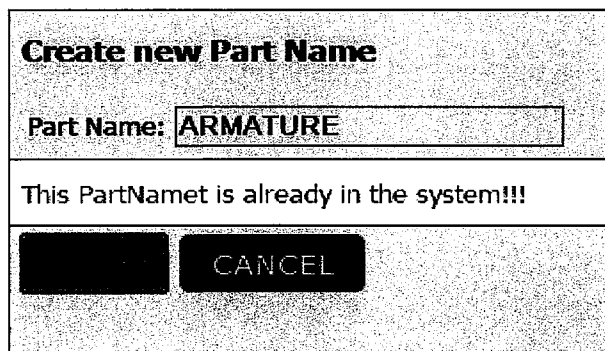 Create new Part Name
Part Name: ARMATURE
This PartNamet is already in the system!!!
CANCEL